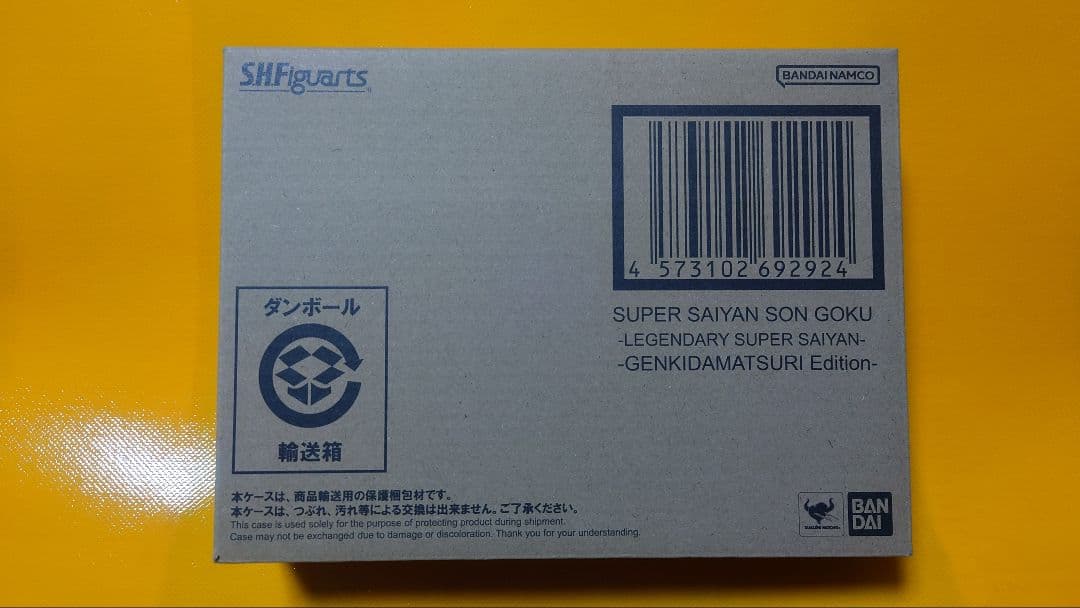 S.H.Figuarts
BANDAI NAMCO
4 573102 692924
SUPER SAIYAN SON GOKU
-LEGENDARY SUPER SAIYAN-
-GENKIDAMATSURI Edition-
ダンボール
輸送箱
本ケースは、商品輸送用の保護梱包材です。
本ケースは、つぶれ、汚れ等による交換は出来ません。ご了承ください。
This case is used solely for the purpose of protecting product during shipment.
Case may not be exchanged due to damage or discoloration. Thank you for your understanding.
BAN
DAI